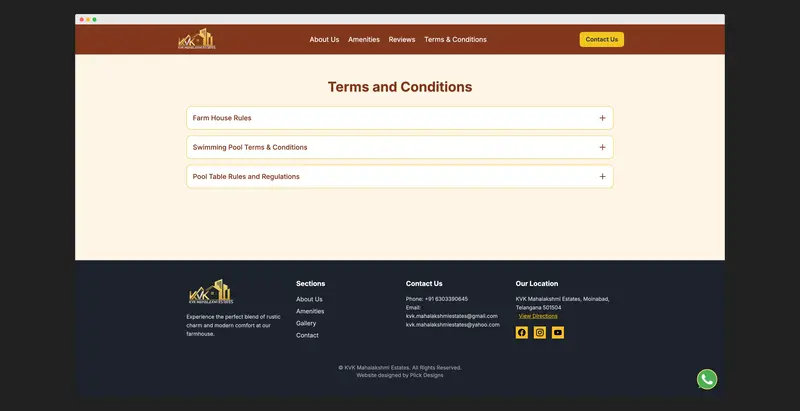 KVK
KVK MAHALAKSHMI ESTATES
About Us
Amenities
Reviews
Terms & Conditions
Contact Us
Terms and Conditions
Farm House Rules
Swimming Pool Terms & Conditions
Pool Table Rules and Regulations
KVK
KVK MAHALAKSHMI ESTATES
Experience the perfect blend of rustic
charm and modern comfort at our
farmhouse.
Sections
About Us
Amenities
Gallery
Contact
Contact Us
Phone: +91 6303390645
Email:
kvk.mahalakshmiestates@gmail.com
kvk.mahalakshmiestates@yahoo.com
Our Location
KVK Mahalakshmi Estates, Moinabad,
Telangana 501504
View Directions
© KVK Mahalakshmi Estates. All Rights Reserved.
Website designed by Plick Designs